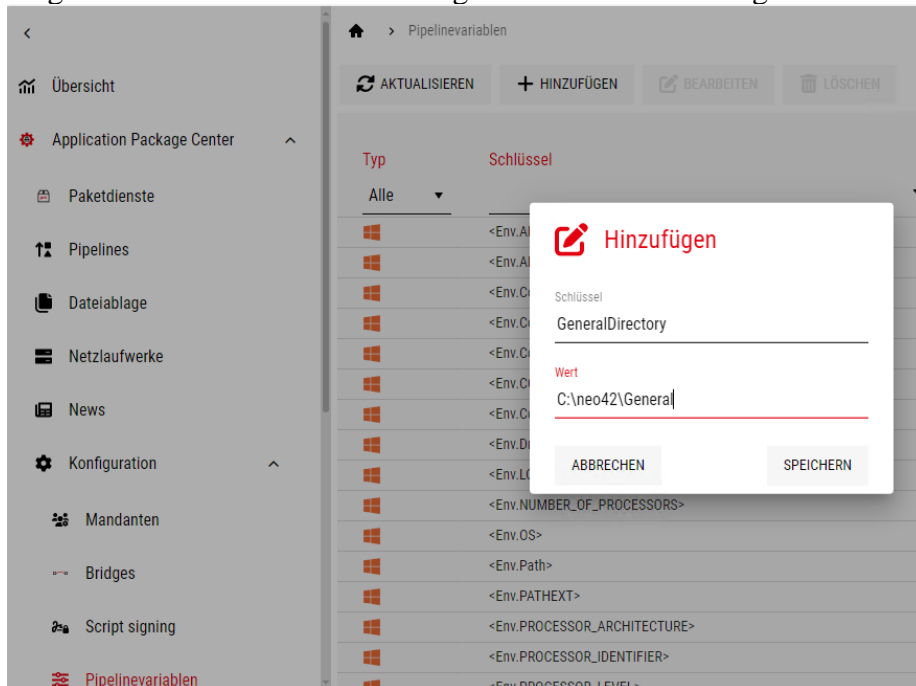 <
Übersicht
Application Package Center
Paketdienste
Pipelines
Dateiablage
Netzlaufwerke
News
Konfiguration
Mandanten
Bridges
Script signing
Pipelinevariablen
> Pipelinevariablen
AKTUALISIEREN
HINZUFÜGEN
BEARBEITEN
LÖSCHEN
Typ
Schlüssel
Alle
<Env.NUMBER_OF_PROCESSORS>
<Env.OS>
<Env.Path>
<Env.PATHEXT>
<Env.PROCESSOR_ARCHITECTURE>
<Env.PROCESSOR_IDENTIFIER>
<Env.PROCESSOR_LEVEL>
Hinzufügen
Schlüssel
GeneralDirectory
Wert
C:\neo42\General
ABBRECHEN
SPEICHERN